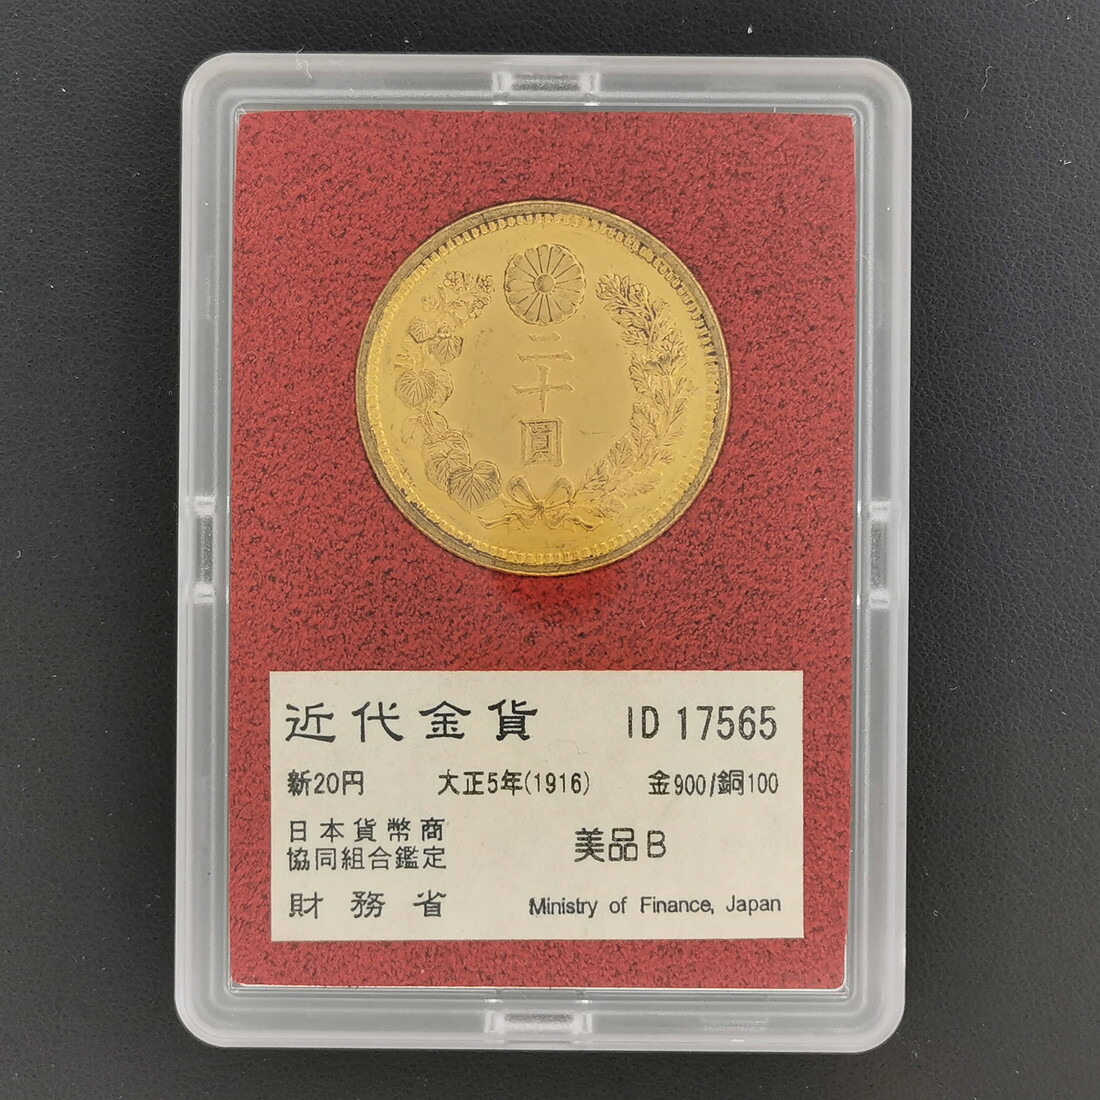 二
十
圓
近代金貨 ID 17565
新20円 大正5年(1916) 金900/銅100
日本貨幣商
協同組合鑑定
美品B
財務省 Ministry of Finance, Japan